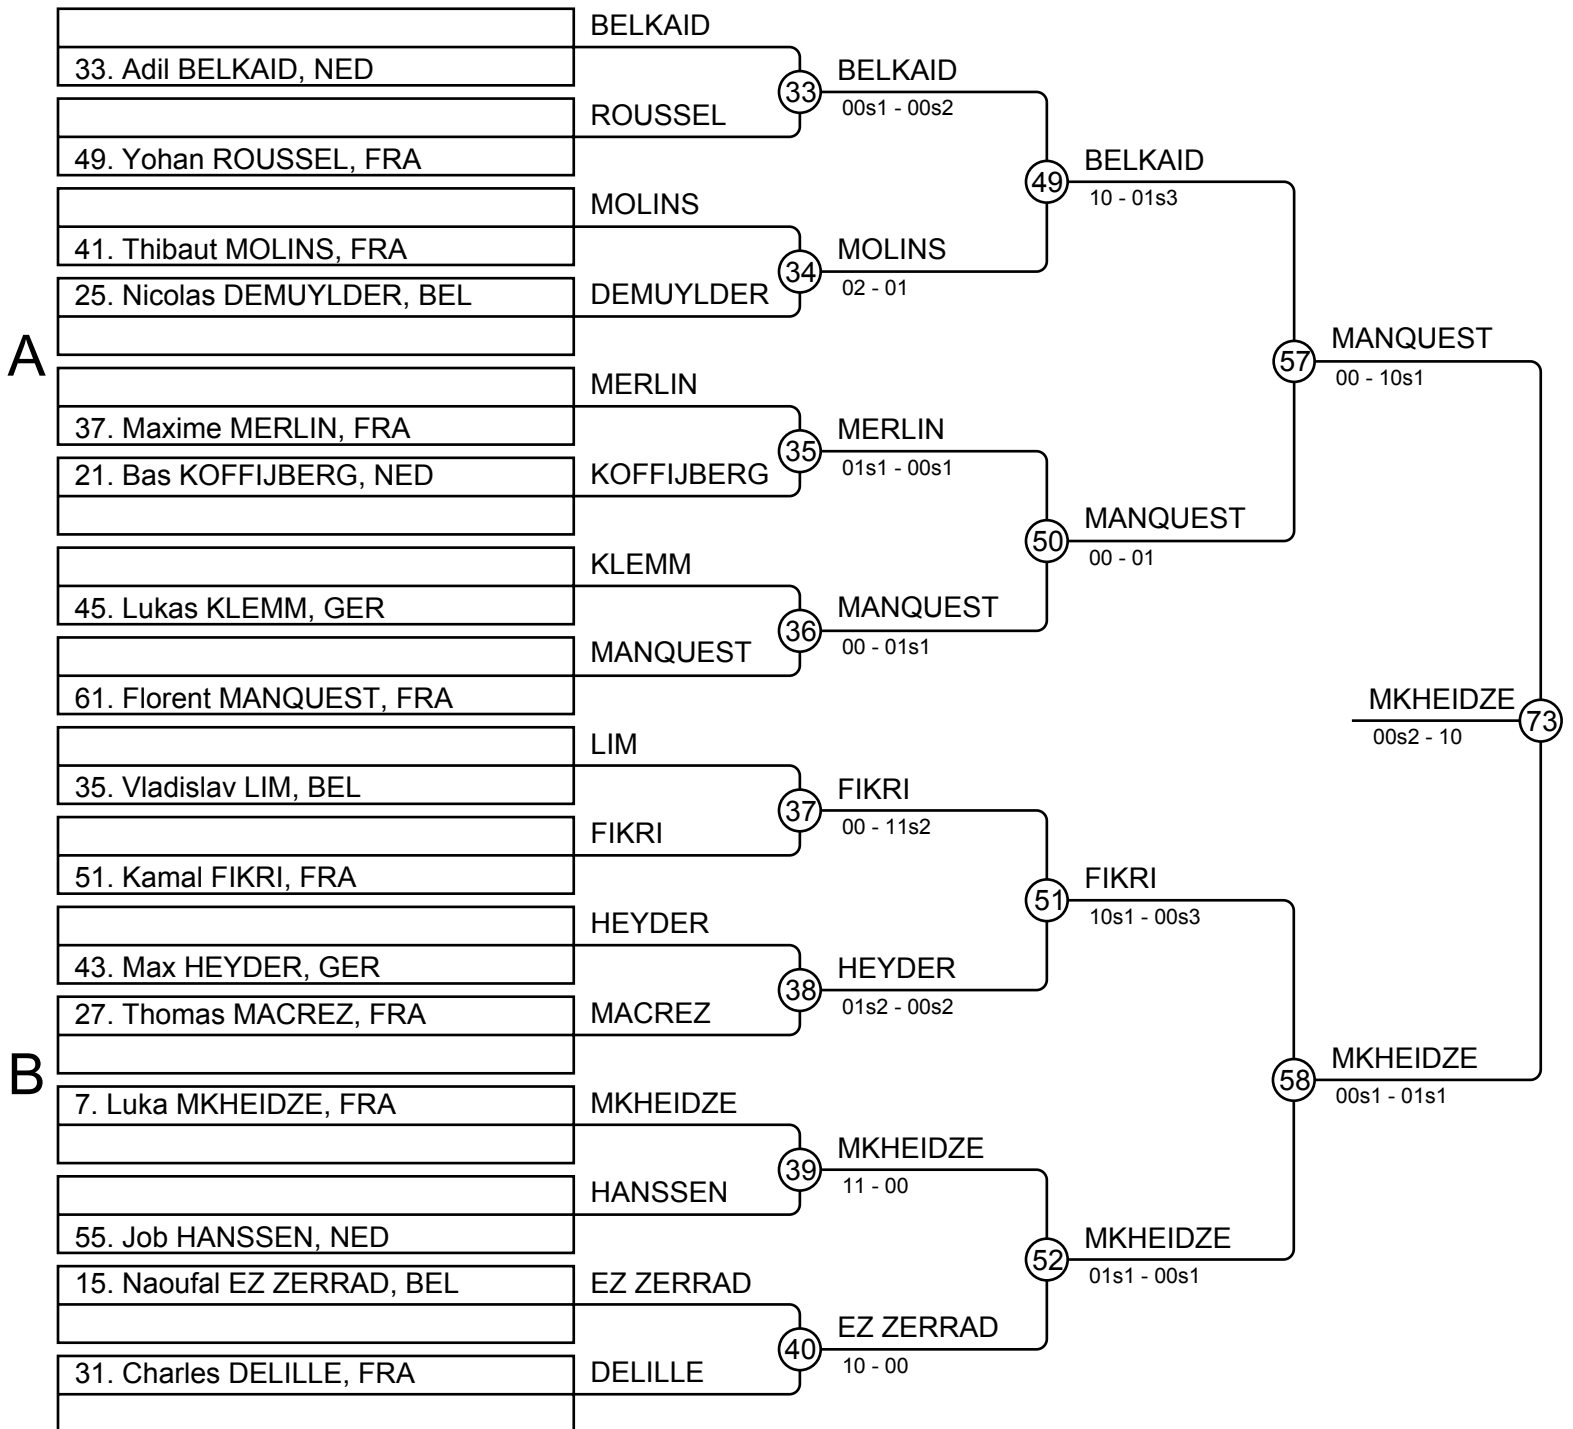 BELKAID
33. Adil BELKAID, NED
33
BELKAID
00s1 - 00s2
ROUSSEL
49. Yohan ROUSSEL, FRA
49
BELKAID
10 - 01s3
MOLINS
41. Thibaut MOLINS, FRA
34
MOLINS
02 - 01
25. Nicolas DEMUYLDER, BEL
DEMUYLDER
A
57
MANQUEST
00 - 10s1
MERLIN
37. Maxime MERLIN, FRA
35
MERLIN
01s1 - 00s1
21. Bas KOFFIJBERG, NED
KOFFIJBERG
50
MANQUEST
00 - 01
KLEMM
45. Lukas KLEMM, GER
36
MANQUEST
00 - 01s1
MANQUEST
61. Florent MANQUEST, FRA
MKHEIDZE
73
00s2 - 10
LIM
35. Vladislav LIM, BEL
37
FIKRI
00 - 11s2
FIKRI
51. Kamal FIKRI, FRA
51
FIKRI
10s1 - 00s3
HEYDER
43. Max HEYDER, GER
38
HEYDER
01s2 - 00s2
27. Thomas MACREZ, FRA
MACREZ
B
58
MKHEIDZE
00s1 - 01s1
7. Luka MKHEIDZE, FRA
MKHEIDZE
39
MKHEIDZE
11 - 00
HANSSEN
55. Job HANSSEN, NED
52
MKHEIDZE
01s1 - 00s1
15. Naoufal EZ ZERRAD, BEL
EZ ZERRAD
40
EZ ZERRAD
10 - 00
31. Charles DELILLE, FRA
DELILLE